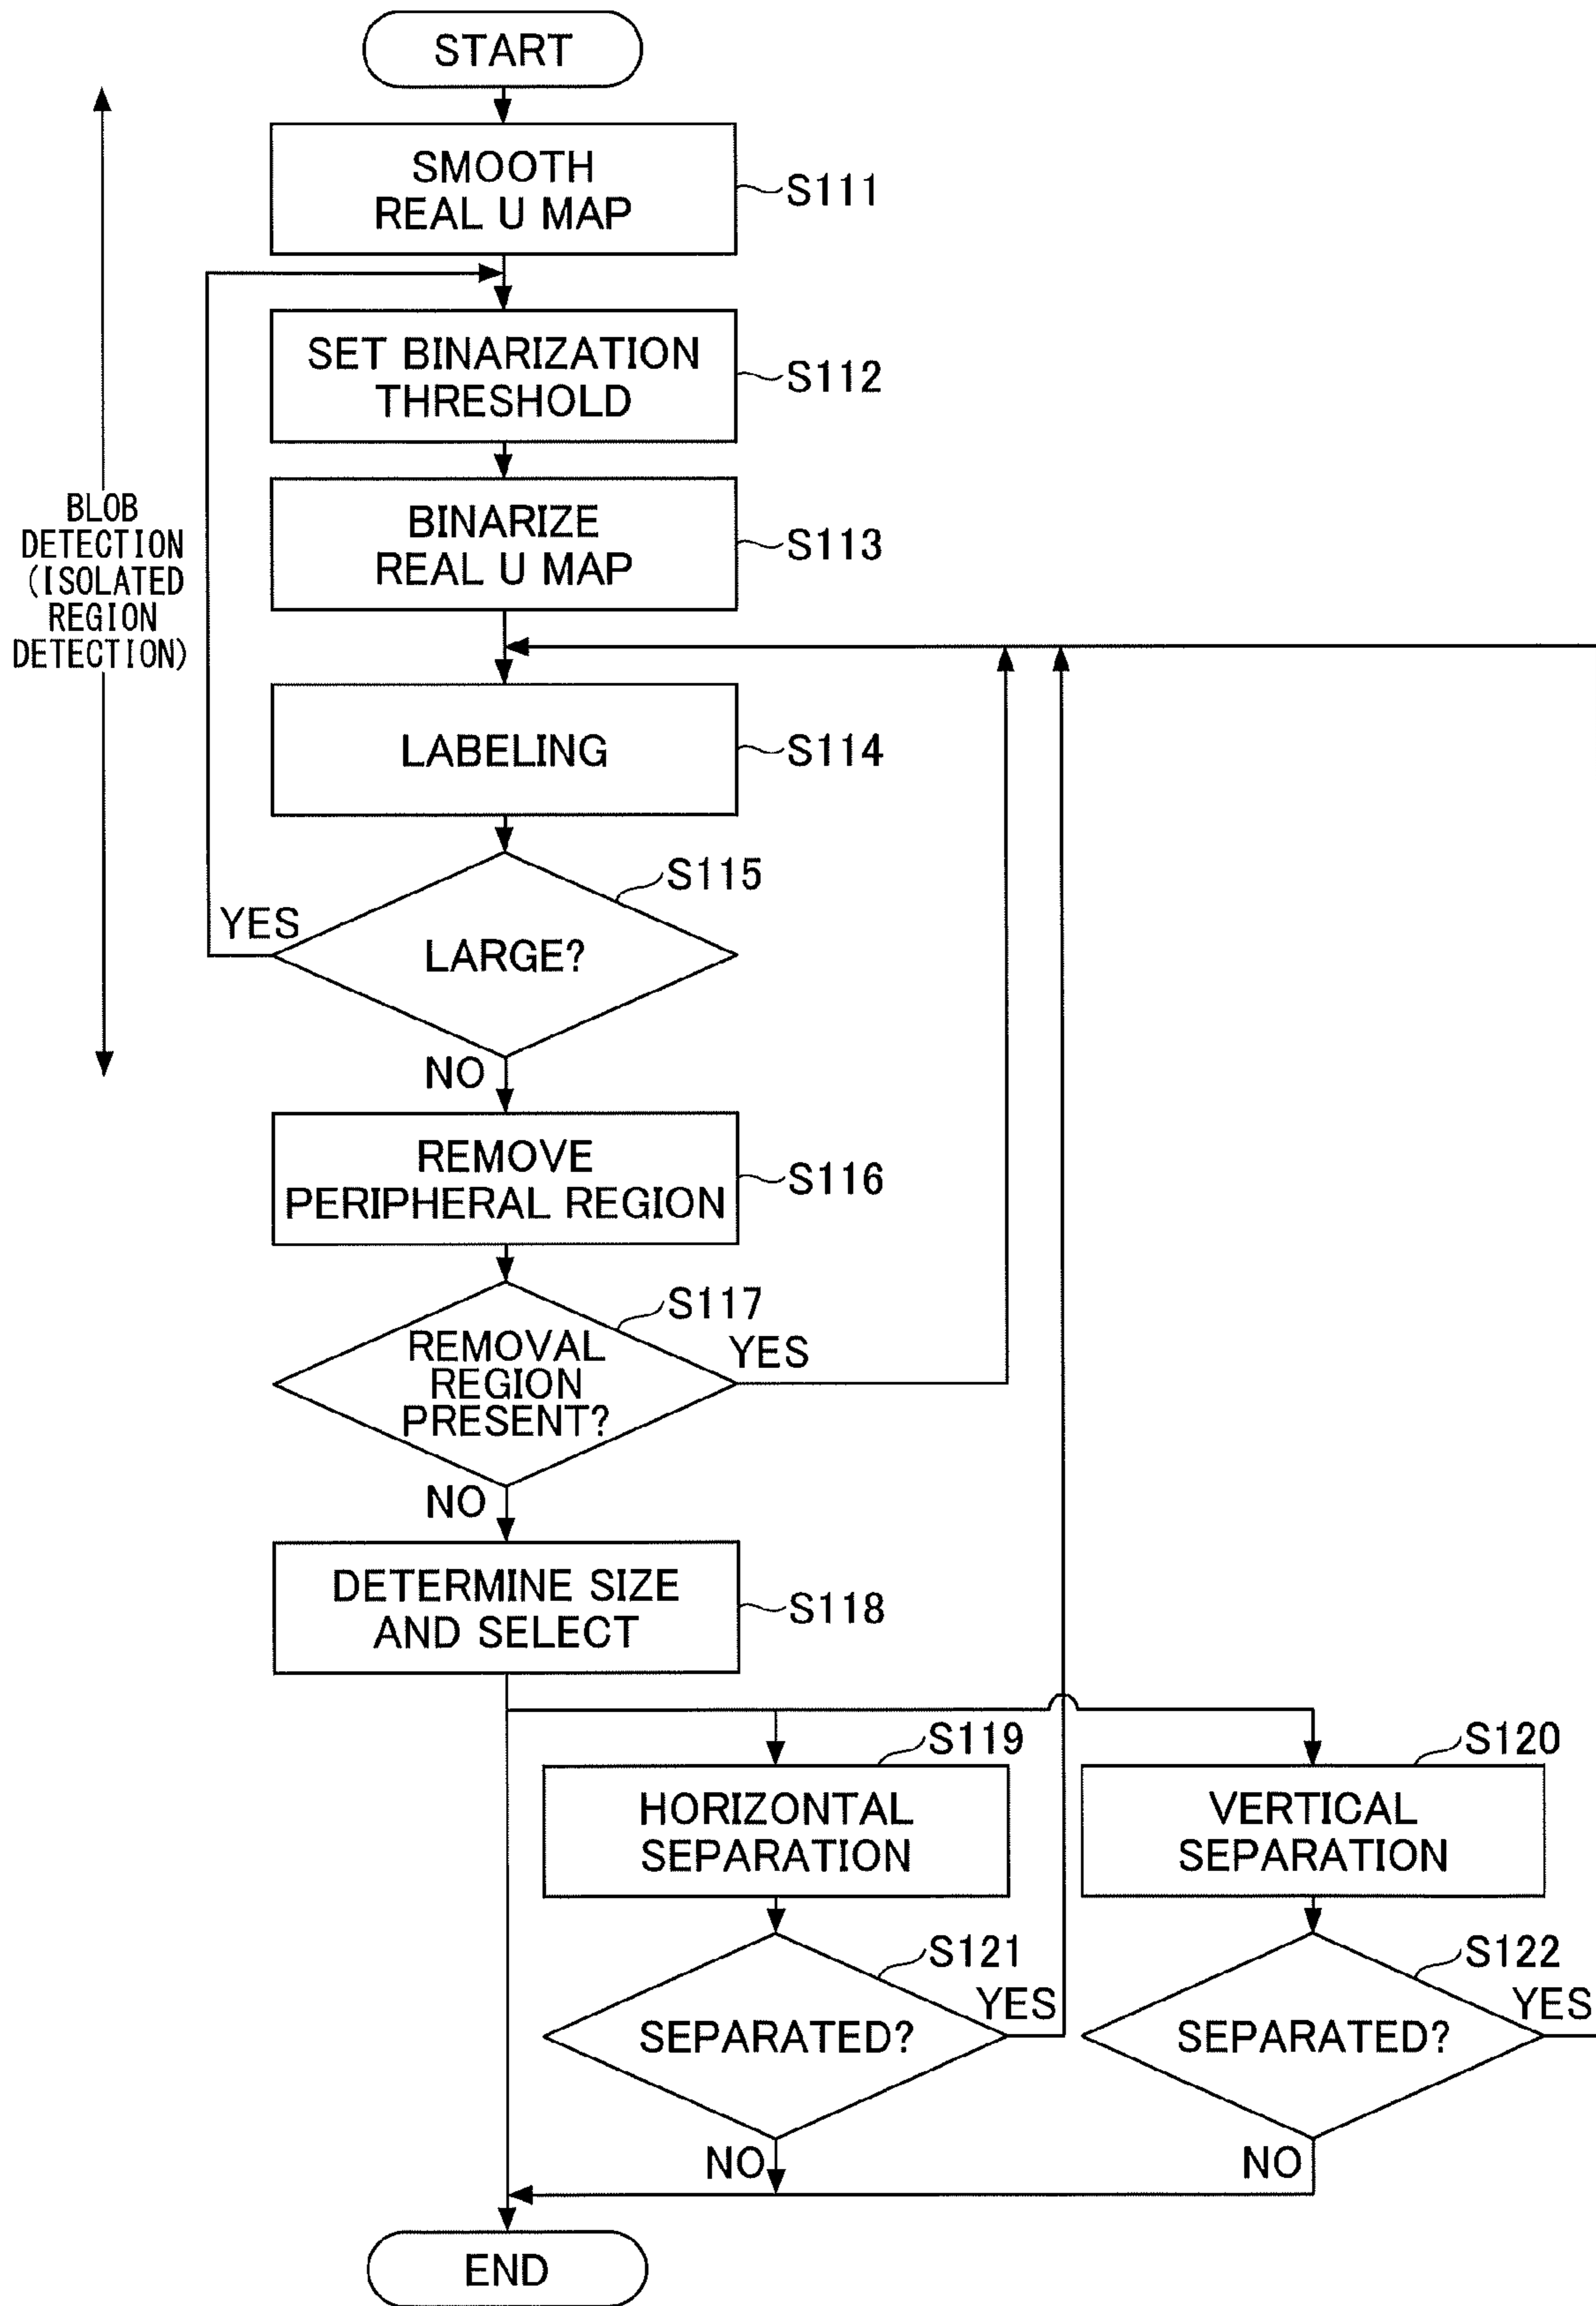 START
SMOOTH
REAL U MAP
S111
SET BINARIZATION
THRESHOLD
S112
BINARIZE
REAL U MAP
S113
BLOB
DETECTION
(ISOLATED
REGION
DETECTION)
LABELING
S114
S115
YES
LARGE?
NO
REMOVE
PERIPHERAL REGION
S116
S117
REMOVAL
REGION
PRESENT?
YES
NO
DETERMINE SIZE
AND SELECT
S118
S119
HORIZONTAL
SEPARATION
S120
VERTICAL
SEPARATION
S121
SEPARATED?
YES
NO
S122
SEPARATED?
YES
NO
END